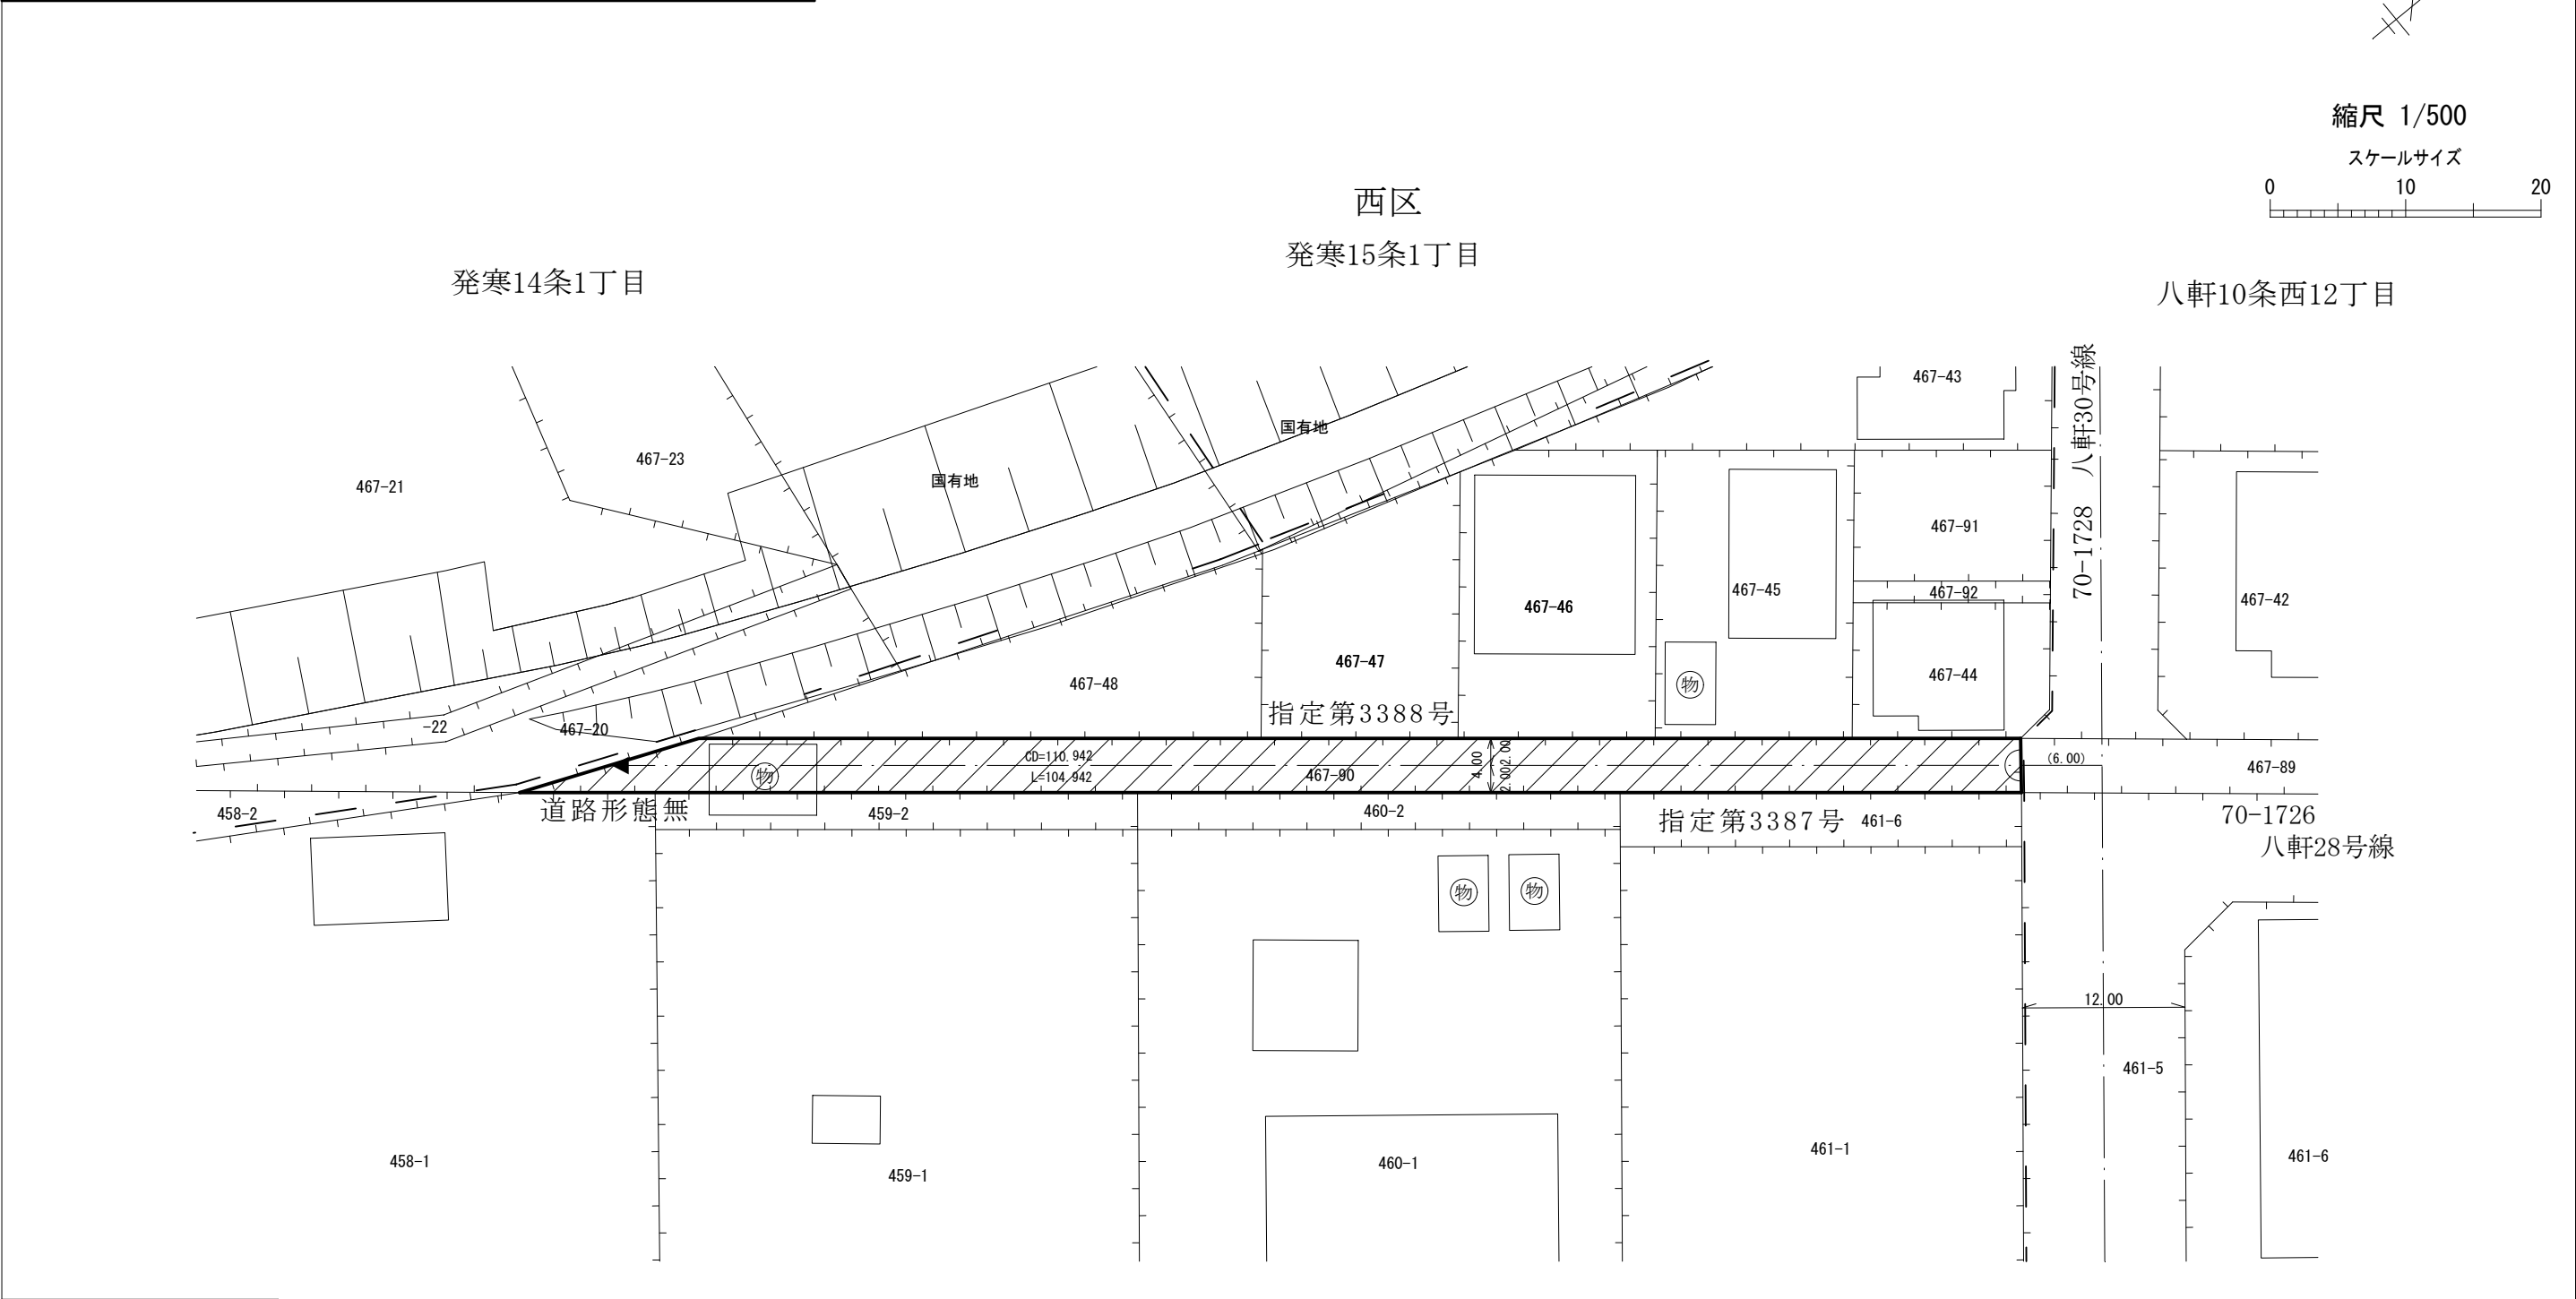 縮尺 1/500
スケールサイズ
0 10 20
西区
発寒15条1丁目
発寒14条1丁目
八軒10条西12丁目
70-1728 八軒30号線
467-43
国有地
467-23
467-21
国有地
467-91
467-45
467-92
467-46
467-42
467-47
467-44
467-48
物
指定第3388号
-22
467-20
CD=110.942
L=104.942
物
467-90
4.00
2.00
2.00
(6.00)
467-89
道路形態無
458-2
459-2
460-2
指定第3387号
461-6
70-1726
八軒28号線
物
物
12.00
461-5
458-1
459-1
460-1
461-1
461-6